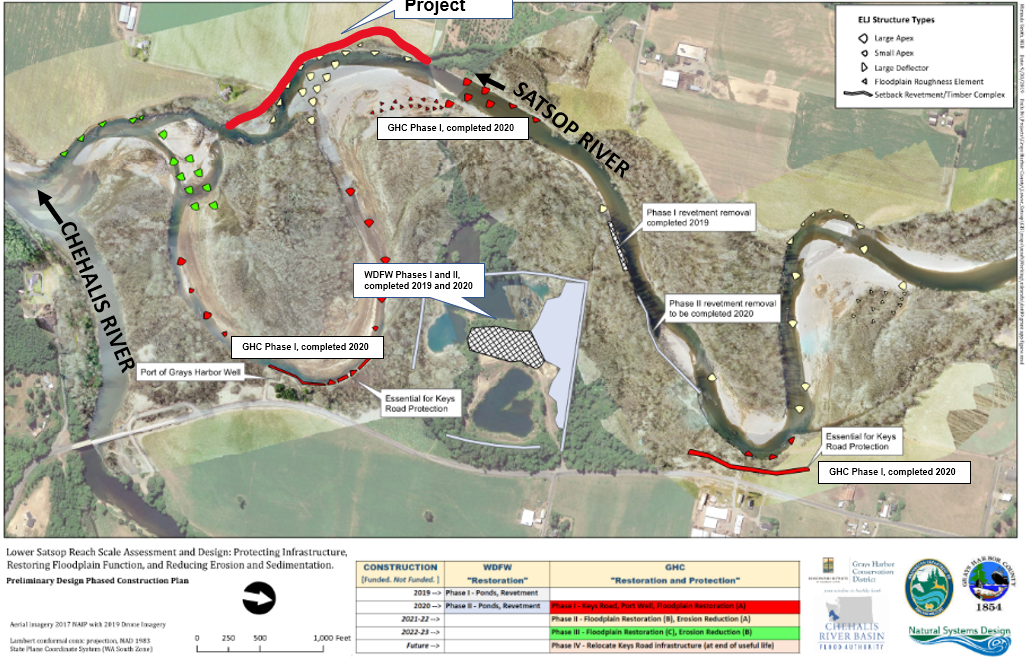 Project
ELJ Structure Types
Large Apex
Small Apex
Large Deflector
Floodplain Roughness Element
Setback Revetment/Timber Complex
SATSOP RIVER
GHC Phase I, completed 2020
Phase I revetment removal
completed 2019
WDFW Phases I and II,
completed 2019 and 2020
CHEHALIS RIVER
Phase II revetment removal
to be completed 2020
GHC Phase I, completed 2020
Port of Grays Harbor Well
Essential for Keys
Road Protection
Essential for Keys
Road Protection
GHC Phase I, completed 2020
Lower Satsop Reach Scale Assessment and Design: Protecting Infrastructure,
Restoring Floodplain Function, and Reducing Erosion and Sedimentation.
Preliminary Design Phased Construction Plan
Aerial Imagery 2017 NAIP with 2019 Drone Imagery
Lambert conformal conic projection, NAD 1983
State Plane Coordinate System (WA South Zone)
0 250 500 1,000 Feet
CONSTRUCTION WDFW GHC
[Funded. Not Funded. ] "Restoration" "Restoration and Protection"
2019 --> Phase I - Ponds, Revetment
2020 --> Phase II - Ponds, Revetment Phase I - Keys Road, Port Well, Floodplain Restoration (A)
2021-22 --> Phase II - Floodplain Restoration (B), Erosion Reduction (A)
2022-23 --> Phase III - Floodplain Restoration (C), Erosion Reduction (B)
Future --> Phase IV - Relocate Keys Road Infrastructure (at end of useful life)
Grays Harbor
Conservation
District
CHEHALIS
RIVER BASIN
FLOOD AUTHORITY
GRAYS HARBOR COUNTY
1854
Natural Systems Design